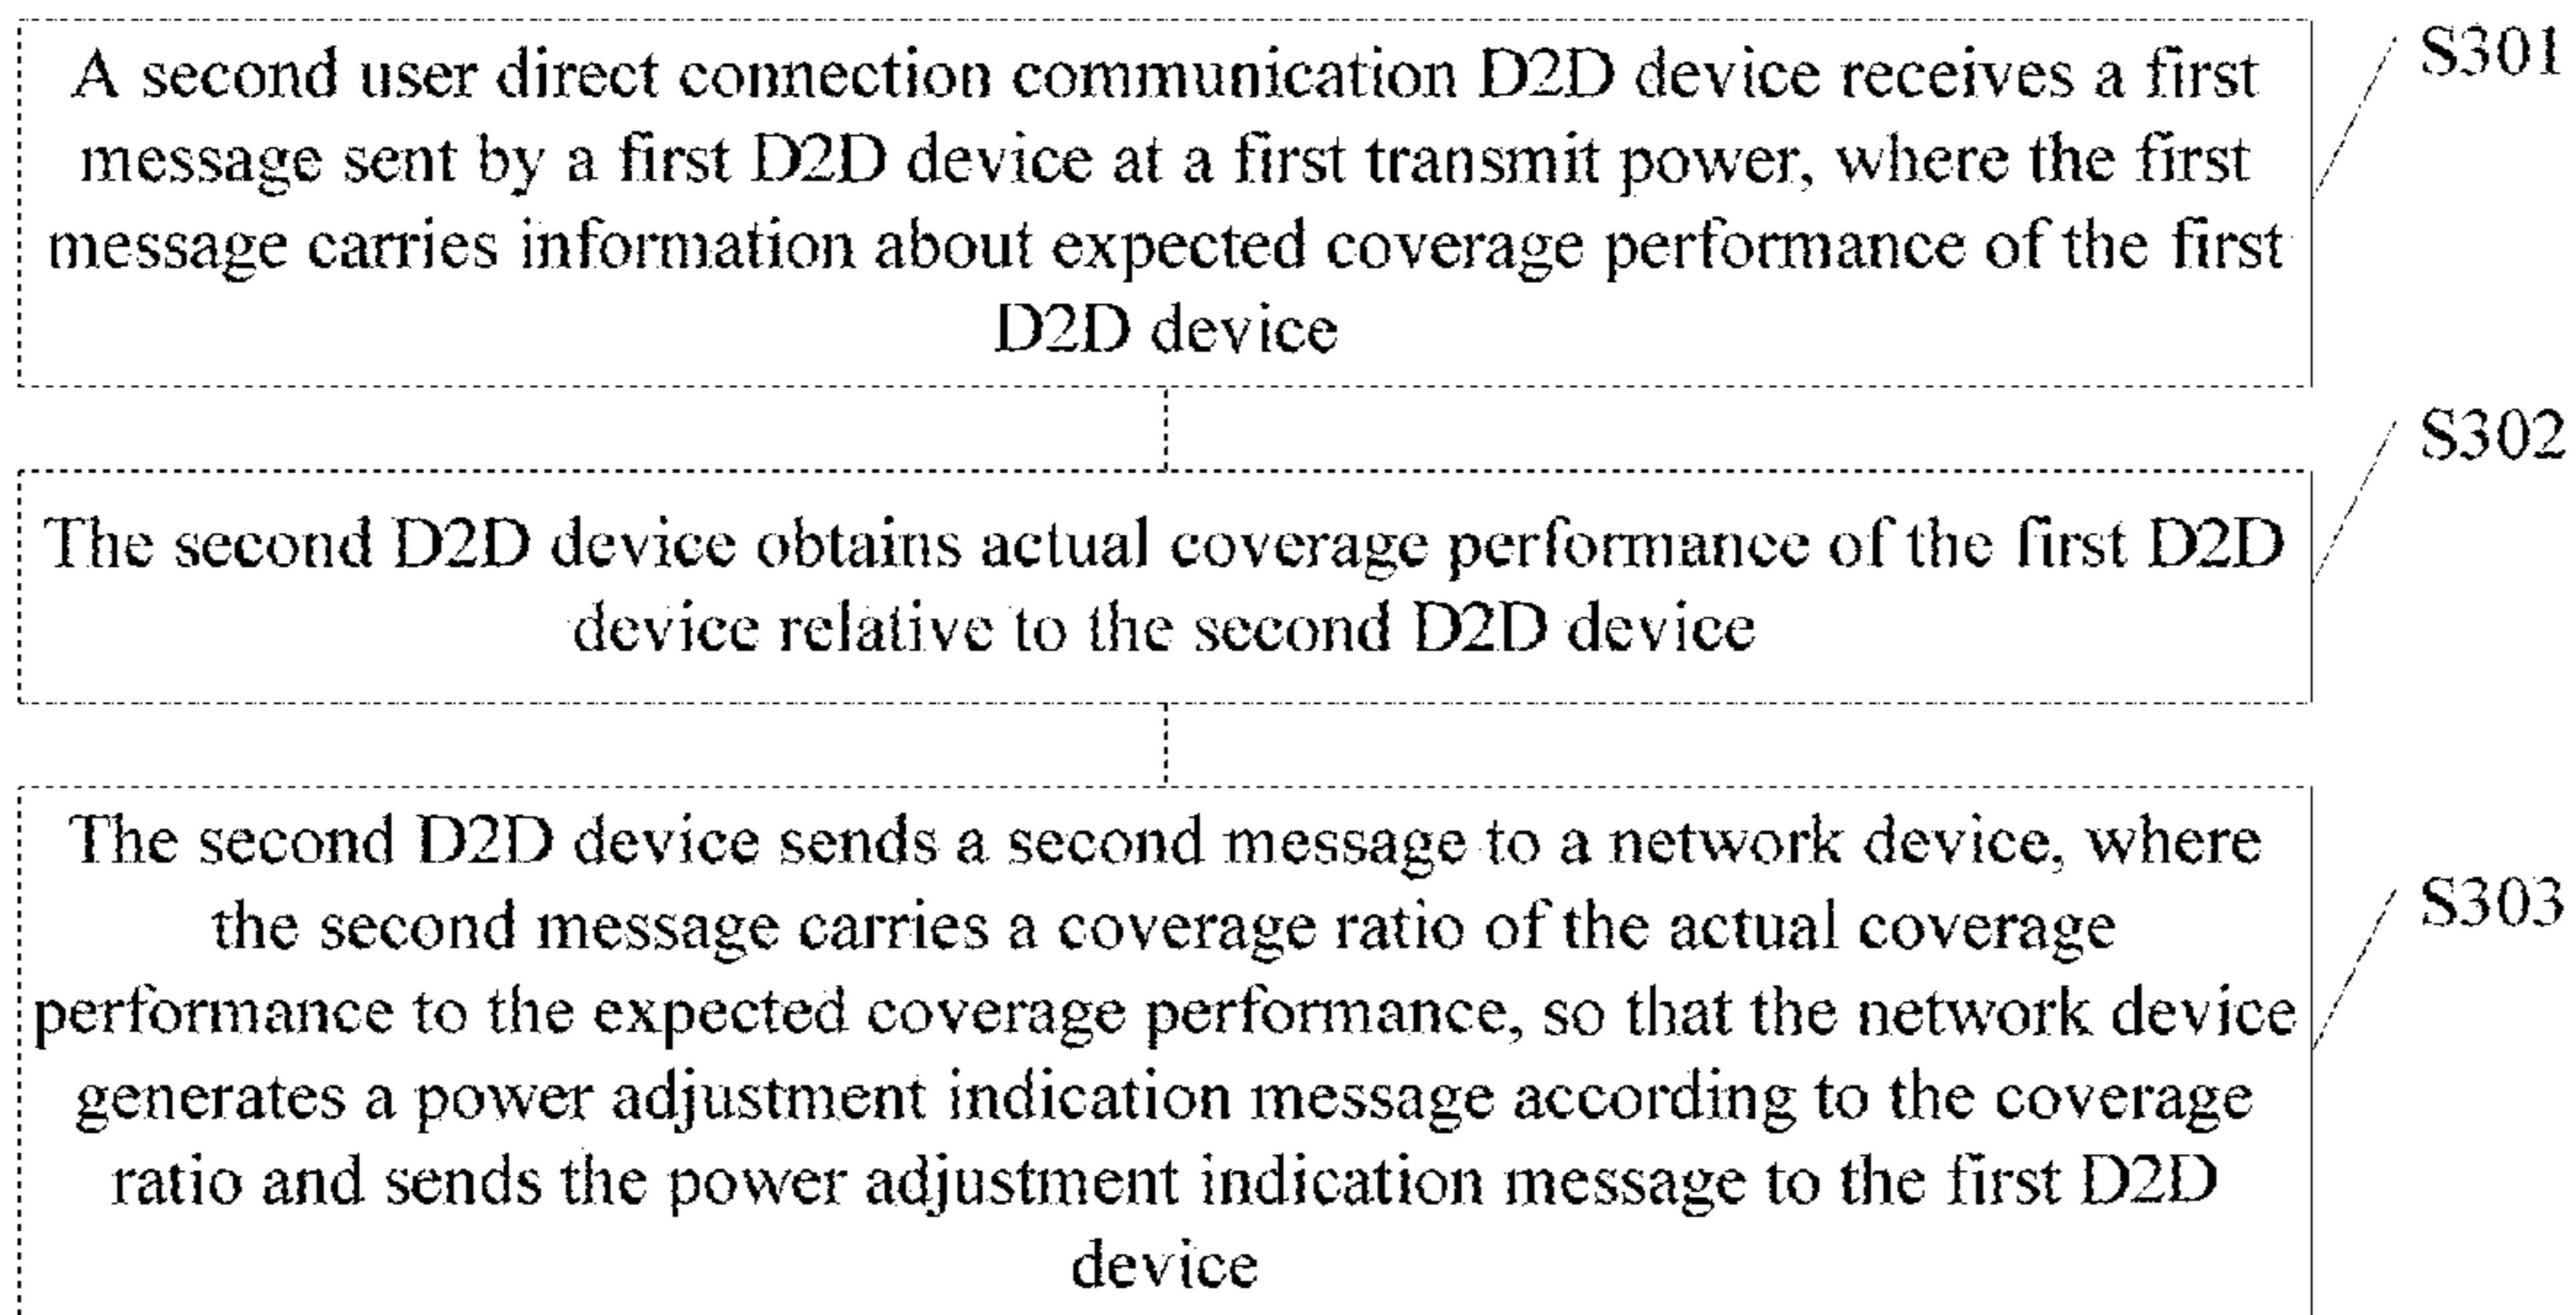 A second user direct connection communication D2D device receives a first
message sent by a first D2D device at a first transmit power, where the first
message carries information about expected coverage performance of the first
D2D device
S301
The second D2D device obtains actual coverage performance of the first D2D
device relative to the second D2D device
S302
The second D2D device sends a second message to a network device, where
the second message carries a coverage ratio of the actual coverage
performance to the expected coverage performance, so that the network device
generates a power adjustment indication message according to the coverage
ratio and sends the power adjustment indication message to the first D2D
device
S303